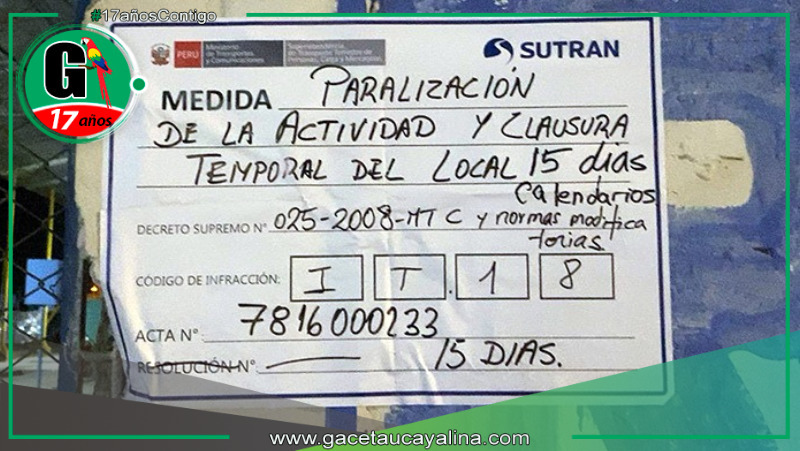 #17añosContigo
G
17 años
PERÚ Ministerio de Transportes y Comunicaciones Superintendencia de Transporte Terrestre de Personas, Carga y Mercancías
SUTRAN
MEDIDA PARALIZACIÓN
DE LA ACTIVIDAD Y CLAUSURA
TEMPORAL DEL LOCAL 15 dias
Calendarios
DECRETO SUPREMO N° 025-2008-MTC y normas modifica
torias
CÓDIGO DE INFRACCIÓN: I T . 1 8
ACTA N° 7816000233
RESOLUCIÓN N° 15 DIAS.
www.gacetaucayalina.com